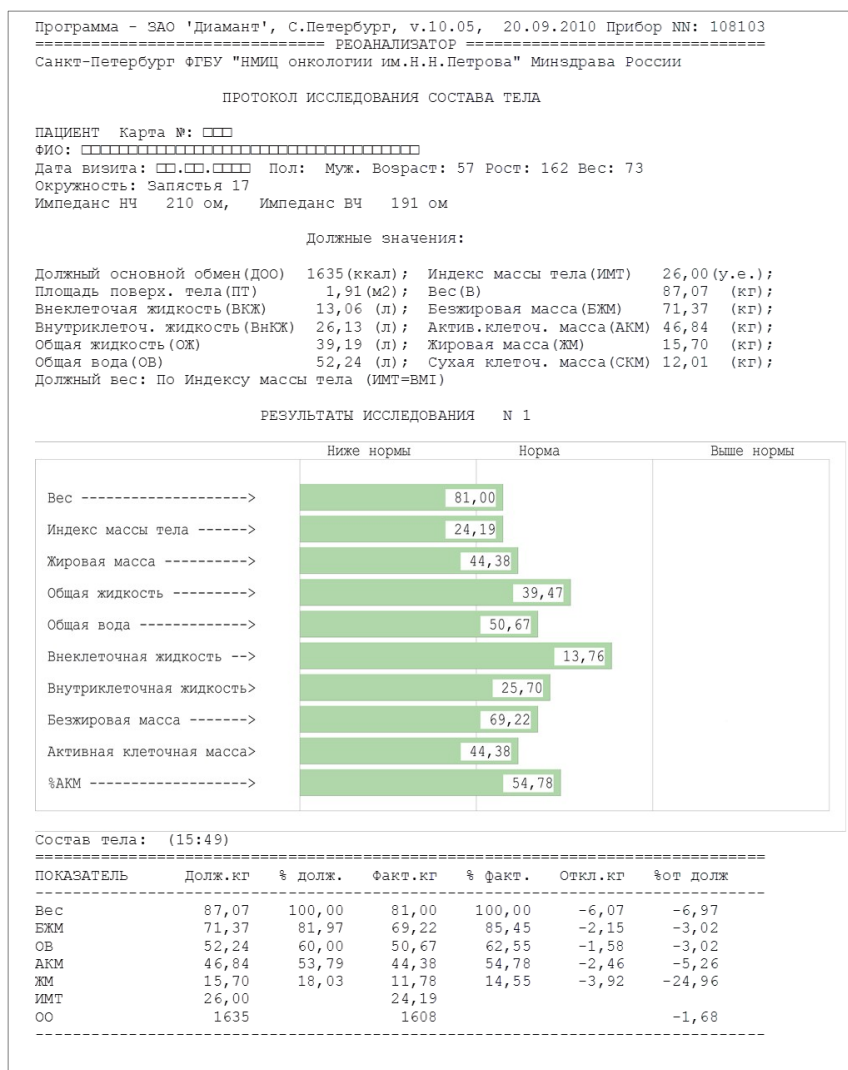 Программа - ЗАО 'Диамант', С.Петербург, v.10.05, 20.09.2010 Прибор NN: 108103
=============================== РЕОАНАЛИЗАТОР ================================
Санкт-Петербург ФГБУ "НМИЦ онкологии им.Н.Н.Петрова" Минздрава России
ПРОТОКОЛ ИССЛЕДОВАНИЯ СОСТАВА ТЕЛА
ПАЦИЕНТ Карта №: □□□
ФИО: □□□□□□□□□□□□□□□□□□□□□□□□□□□□□□□□□□□□
Дата визита: □□.□□.□□□□ Пол: Муж. Возраст: 57 Рост: 162 Вес: 73
Окружность: Запястья 17
Импеданс НЧ 210 ом, Импеданс ВЧ 191 ом
Должные значения:
Должный основной обмен(ДОО) 1635(ккал); Индекс массы тела(ИМТ) 26,00(у.е.);
Площадь поверх. тела(ПТ) 1,91(м2); Вес(В) 87,07 (кг);
Внеклеточая жидкость(ВКЖ) 13,06 (л); Безжировая масса(БЖМ) 71,37 (кг);
Внутриклеточ. жидкость(ВнКЖ) 26,13 (л); Актив.клеточ. масса(АКМ) 46,84 (кг);
Общая жидкость(ОЖ) 39,19 (л); Жировая масса(ЖМ) 15,70 (кг);
Общая вода(ОВ) 52,24 (л); Сухая клеточ. масса(СКМ) 12,01 (кг);
Должный вес: По Индексу массы тела (ИМТ=BMI)
РЕЗУЛЬТАТЫ ИССЛЕДОВАНИЯ N 1
Ниже нормы Норма Выше нормы
Вес --------------------> 81,00
Индекс массы тела ------> 24,19
Жировая масса ----------> 44,38
Общая жидкость ---------> 39,47
Общая вода -------------> 50,67
Внеклеточная жидкость --> 13,76
Внутриклеточная жидкость> 25,70
Безжировая масса -------> 69,22
Активная клеточная масса> 44,38
%АКМ -------------------> 54,78
Состав тела: (15:49)
==============================================================================
ПОКАЗАТЕЛЬ Долж.кг % долж. Факт.кг % факт. Откл.кг %от долж
------------------------------------------------------------------------------
Вес 87,07 100,00 81,00 100,00 -6,07 -6,97
БЖМ 71,37 81,97 69,22 85,45 -2,15 -3,02
ОВ 52,24 60,00 50,67 62,55 -1,58 -3,02
АКМ 46,84 53,79 44,38 54,78 -2,46 -5,26
ЖМ 15,70 18,03 11,78 14,55 -3,92 -24,96
ИМТ 26,00 24,19
ОО 1635 1608 -1,68
------------------------------------------------------------------------------